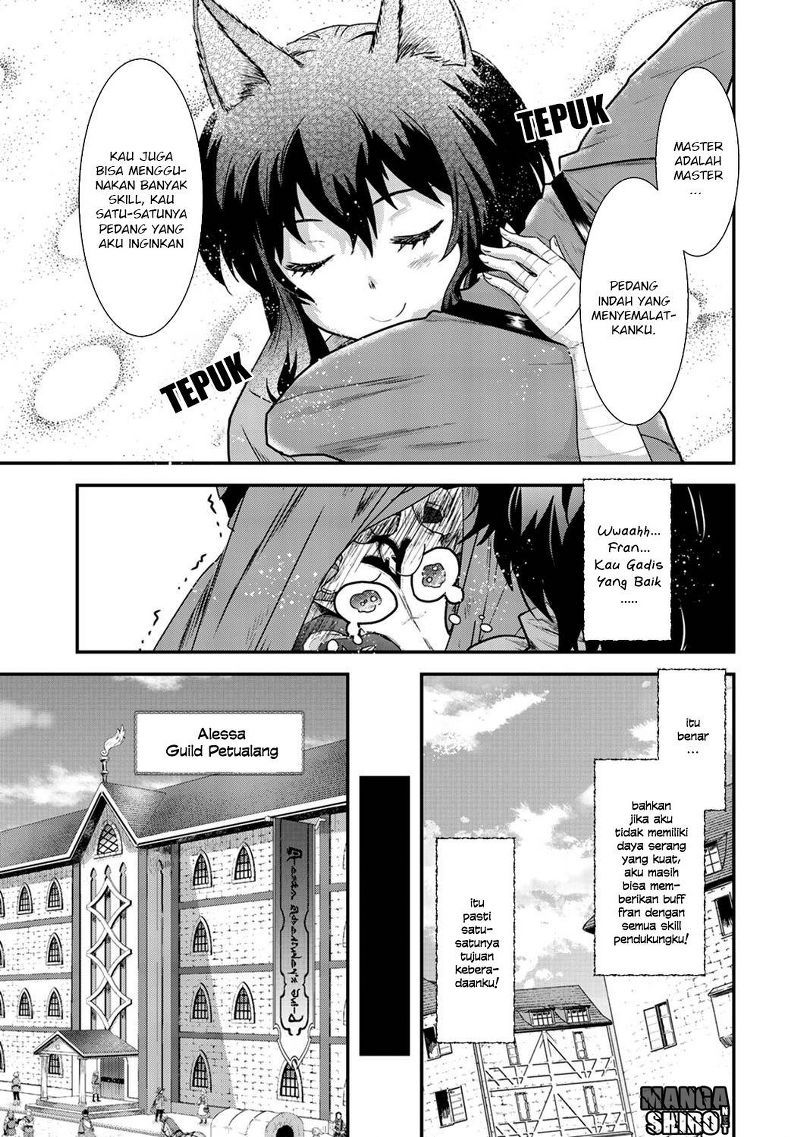 MASTER
ADALAH
MASTER
...
PEDANG
INDAH YANG
MENYEMALAT-
KANKU.
TEPUK
KAU JUGA
BISA MENGGU-
NAKAN BANYAK
SKILL, KAU
SATU-SATUNYA
PEDANG YANG
AKU INGINKAN
TEPUK
Wwaahh...
Fran...
Kau Gadis
Yang Baik
.....
itu
benar
...
bahkan
jika aku
tidak memiliki
daya serang
yang kuat,
aku masih
bisa mem-
berikan buff
fran dengan
semua skill
pendukungku!
itu
pasti
satu-
satunya
tujuan
kebera-
daanku!
Alessa
Guild Petualang
MANGA
SHIRO